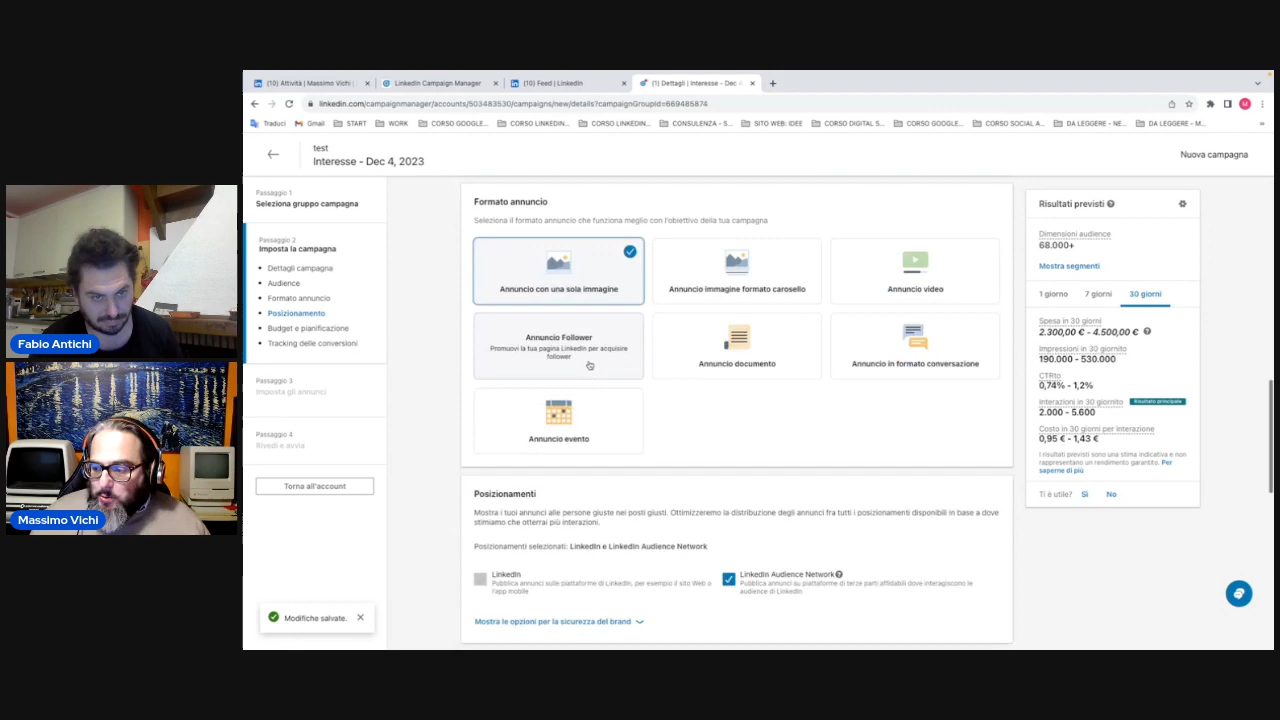 (10) Attività | Massimo Vichi |
LinkedIn Campaign Manager
(10) Feed | LinkedIn
(1) Dettagli | Interesse - Dec 4
linkedin.com/campaignmanager/accounts/503483530/campaigns/new/details?campaignGroupId=669485874
M
Traduci
Gmail
START
WORK
CORSO GOOGLE...
CORSO LINKEDIN...
CORSO LINKEDIN...
CONSULENZA - S...
SITO WEB: IDEE
CORSO DIGITAL S...
CORSO GOOGLE...
CORSO SOCIAL A...
DA LEGGERE - NE...
DA LEGGERE - M...
test
Interesse - Dec 4, 2023
Nuova campagna
Passaggio 1
Seleziona gruppo campagna
Passaggio 2
Imposta la campagna
Dettagli campagna
Audience
Formato annuncio
Posizionamento
Budget e pianificazione
Tracking delle conversioni
Passaggio 3
Imposta gli annunci
Passaggio 4
Rivedi e avvia
Torna all'account
Modifiche salvate.
Formato annuncio
Seleziona il formato annuncio che funziona meglio con l'obiettivo della tua campagna
Annuncio con una sola immagine
Annuncio immagine formato carosello
Annuncio video
Annuncio Follower
Promuovi la tua pagina LinkedIn per acquisire
follower
Annuncio documento
Annuncio in formato conversazione
Annuncio evento
Posizionamenti
Mostra i tuoi annunci alle persone giuste nei posti giusti. Ottimizzeremo la distribuzione degli annunci fra tutti i posizionamenti disponibili in base a dove
stimiamo che otterrai più interazioni.
Posizionamenti selezionati: LinkedIn e LinkedIn Audience Network
LinkedIn
Pubblica annunci sulle piattaforme di LinkedIn, per esempio il sito Web o
l'app mobile
LinkedIn Audience Network
Pubblica annunci su piattaforme di terze parti affidabili dove interagiscono le
audience di LinkedIn
Mostra le opzioni per la sicurezza del brand
Risultati previsti
Dimensioni audience
68.000+
Mostra segmenti
1 giorno
7 giorni
30 giorni
Spesa in 30 giorni
2.300,00 € - 4.500,00 €
Impressioni in 30 giornito
190.000 - 530.000
CTRto
0,74% - 1,2%
Interazioni in 30 giornito
Risultato principale
2.000 - 5.600
Costo in 30 giorni per interazione
0,95 € - 1,43 €
I risultati previsti sono una stima indicativa e non
rappresentano un rendimento garantito. Per
saperne di più
Ti è utile?
Sì
No
Fabio Antichi
Massimo Vichi